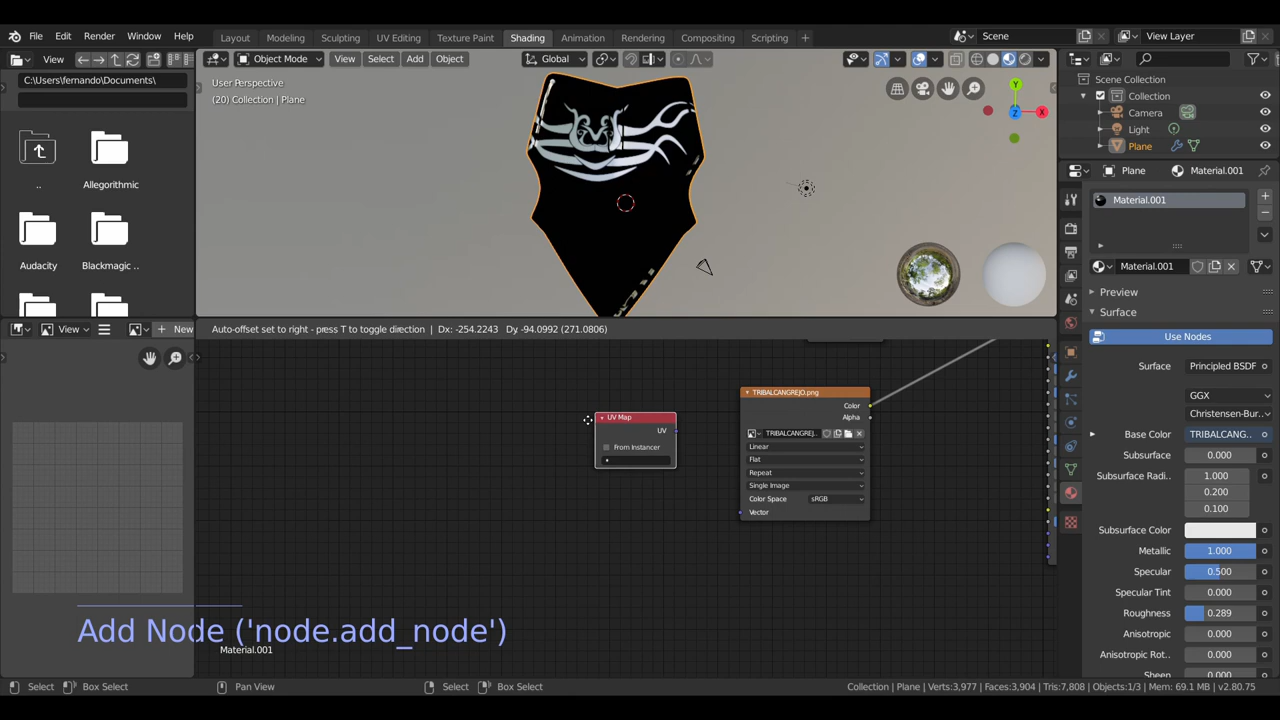 File Edit Render Window Help
Layout Modeling Sculpting UV Editing Texture Paint Shading Animation Rendering Compositing Scripting +
Scene View Layer
View Object Mode View Select Add Object Global
C:\Users\fernando\Documents\
..
Allegorithmic
Audacity
Blackmagic ..
User Perspective
(20) Collection | Plane
Y
X
Z
Scene Collection
Collection
Camera
Light
Plane
Plane Material.001
Material.001
Material.001
Preview
Surface
Use Nodes
Surface Principled BSDF
GGX
Christensen-Bur..
Base Color TRIBALCANG..
Subsurface 0.000
Subsurface Radi.. 1.000
0.200
0.100
Subsurface Color
Metallic 1.000
Specular 0.500
Specular Tint 0.000
Roughness 0.289
Anisotropic 0.000
Anisotropic Rot.. 0.000
Sheen 0.000
View New
Auto-offset set to right - press T to toggle direction | Dx: -254.2243 Dy -94.0992 (271.0806)
UV Map
UV
From Instancer
TRIBALCANGREJO.png
Color
Alpha
TRIBALCANGREJ..
Linear
Flat
Repeat
Single Image
Color Space sRGB
Vector
Add Node ('node.add_node')
Material.001
Select Box Select Pan View Select Box Select
Collection | Plane | Verts:3,977 | Faces:3,904 | Tris:7,808 | Objects:1/3 | Mem: 69.1 MB | v2.80.75